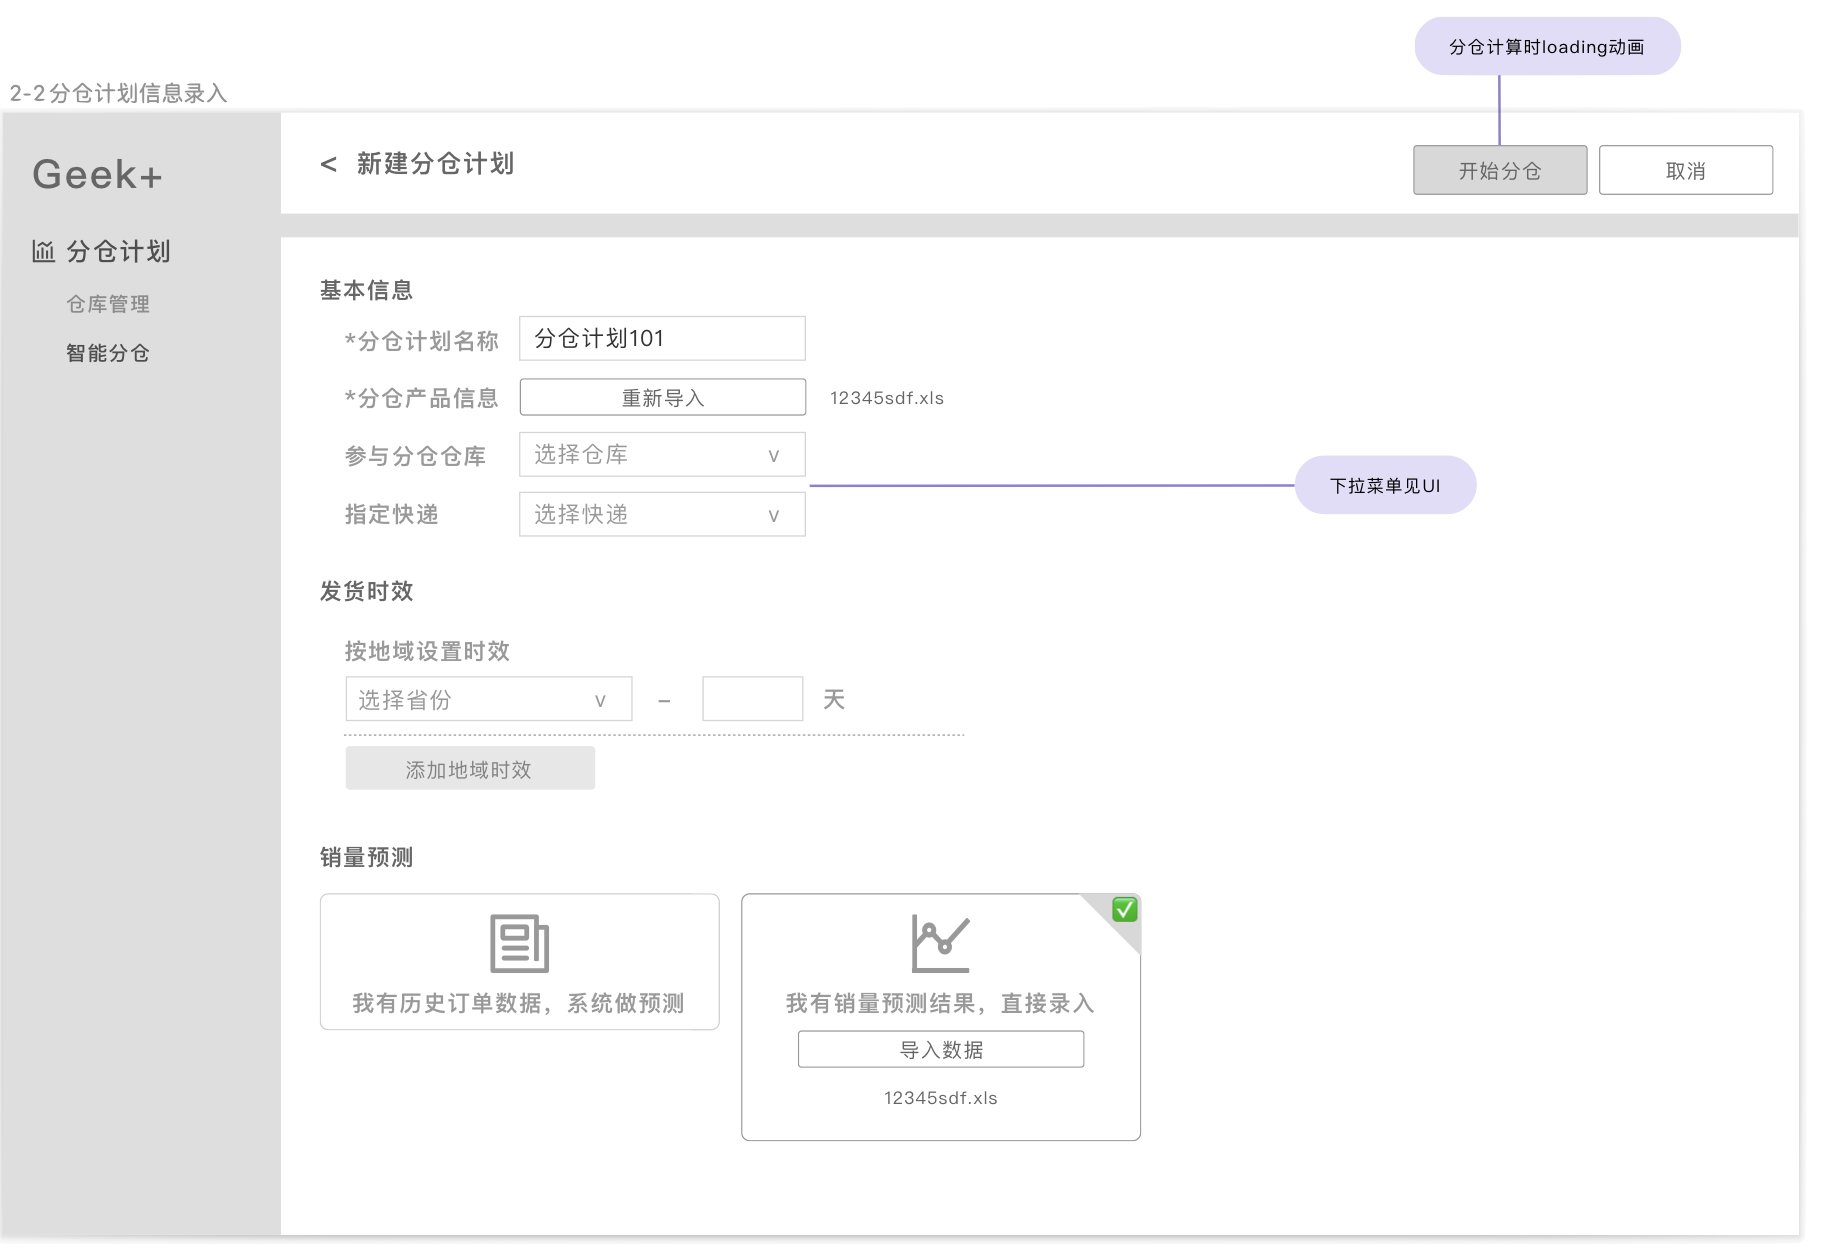 分仓计算时loading动画
2-2分仓计划信息录入
Geek+
< 新建分仓计划
开始分仓
取消
分仓计划
仓库管理
智能分仓
基本信息
*分仓计划名称 分仓计划101
*分仓产品信息 重新导入 12345sdf.xls
参与分仓仓库 选择仓库 v
下拉菜单见UI
指定快递 选择快递 v
发货时效
按地域设置时效
选择省份 v – 天
添加地域时效
销量预测
我有历史订单数据，系统做预测
我有销量预测结果，直接录入
导入数据
12345sdf.xls